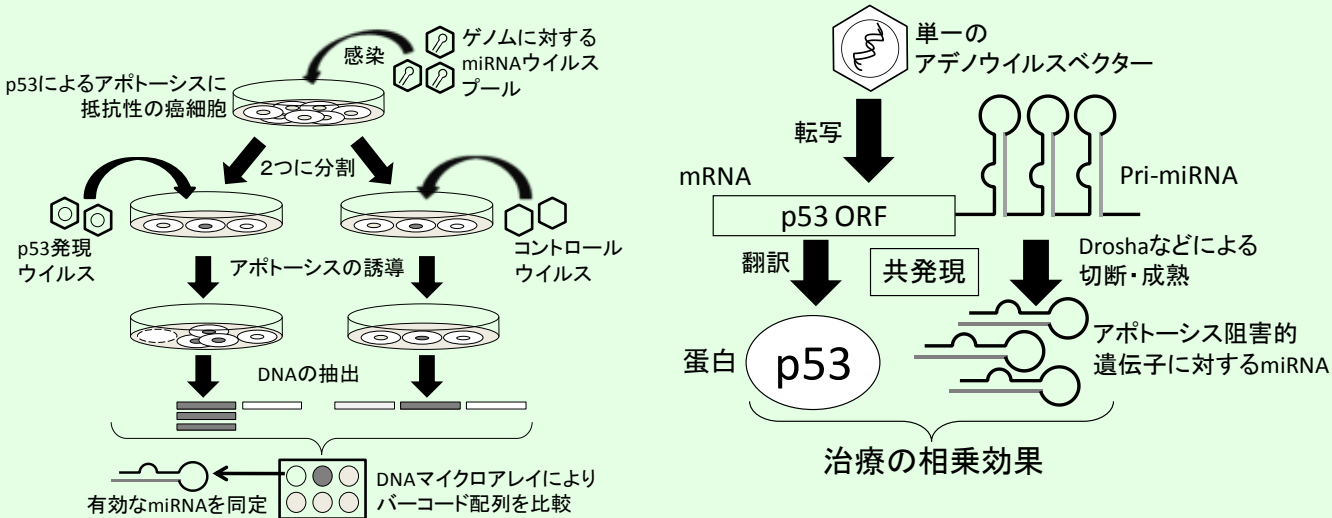 感染
ゲノムに対する
miRNAウイルス
プール
p53によるアポトーシスに
抵抗性の癌細胞
2つに分割
p53発現
ウイルス
コントロール
ウイルス
アポトーシスの誘導
DNAの抽出
有効なmiRNAを同定
DNAマイクロアレイにより
バーコード配列を比較
単一の
アデノウイルスベクター
転写
mRNA
Pri-miRNA
p53 ORF
翻訳
共発現
Droshaなどによる
切断・成熟
蛋白
p53
アポトーシス阻害的
遺伝子に対するmiRNA
治療の相乗効果